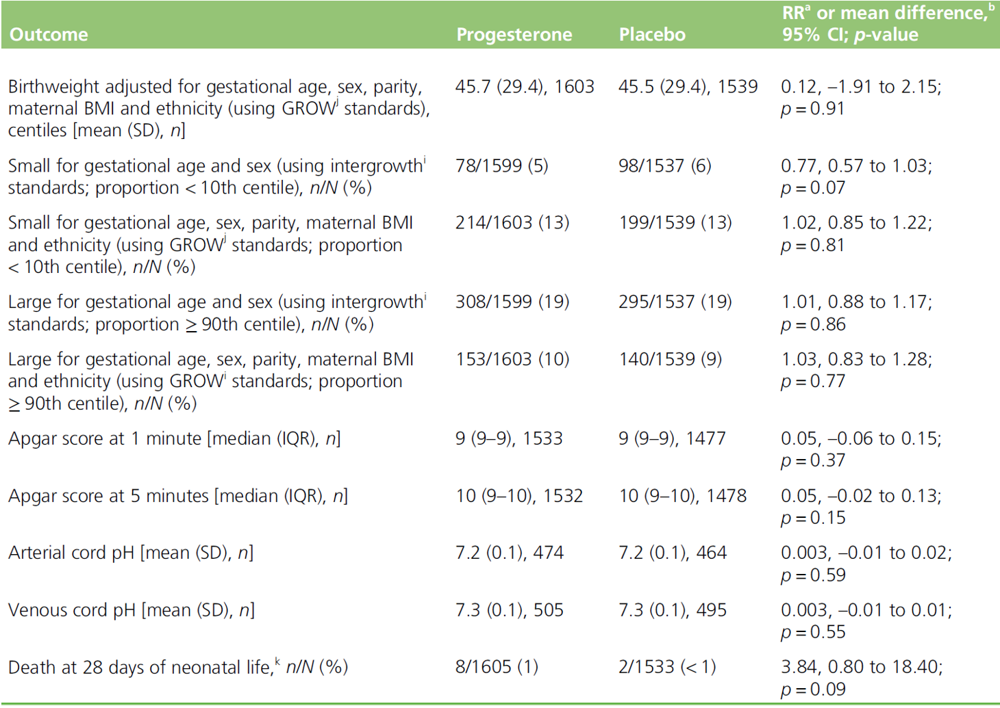 RRᵃ or mean difference,ᵇ
Outcome Progesterone Placebo 95% CI; p-value
Birthweight adjusted for gestational age, sex, parity, 45.7 (29.4), 1603 45.5 (29.4), 1539 0.12, –1.91 to 2.15;
maternal BMI and ethnicity (using GROWʲ standards), p = 0.91
centiles [mean (SD), n]
Small for gestational age and sex (using intergrowthⁱ 78/1599 (5) 98/1537 (6) 0.77, 0.57 to 1.03;
standards; proportion < 10th centile), n/N (%) p = 0.07
Small for gestational age, sex, parity, maternal BMI 214/1603 (13) 199/1539 (13) 1.02, 0.85 to 1.22;
and ethnicity (using GROWʲ standards; proportion p = 0.81
< 10th centile), n/N (%)
Large for gestational age and sex (using intergrowthⁱ 308/1599 (19) 295/1537 (19) 1.01, 0.88 to 1.17;
standards; proportion ≥ 90th centile), n/N (%) p = 0.86
Large for gestational age, sex, parity, maternal BMI 153/1603 (10) 140/1539 (9) 1.03, 0.83 to 1.28;
and ethnicity (using GROWⁱ standards; proportion p = 0.77
≥ 90th centile), n/N (%)
Apgar score at 1 minute [median (IQR), n] 9 (9–9), 1533 9 (9–9), 1477 0.05, –0.06 to 0.15;
p = 0.37
Apgar score at 5 minutes [median (IQR), n] 10 (9–10), 1532 10 (9–10), 1478 0.05, –0.02 to 0.13;
p = 0.15
Arterial cord pH [mean (SD), n] 7.2 (0.1), 474 7.2 (0.1), 464 0.003, –0.01 to 0.02;
p = 0.59
Venous cord pH [mean (SD), n] 7.3 (0.1), 505 7.3 (0.1), 495 0.003, –0.01 to 0.01;
p = 0.55
Death at 28 days of neonatal life,ᵏ n/N (%) 8/1605 (1) 2/1533 (< 1) 3.84, 0.80 to 18.40;
p = 0.09